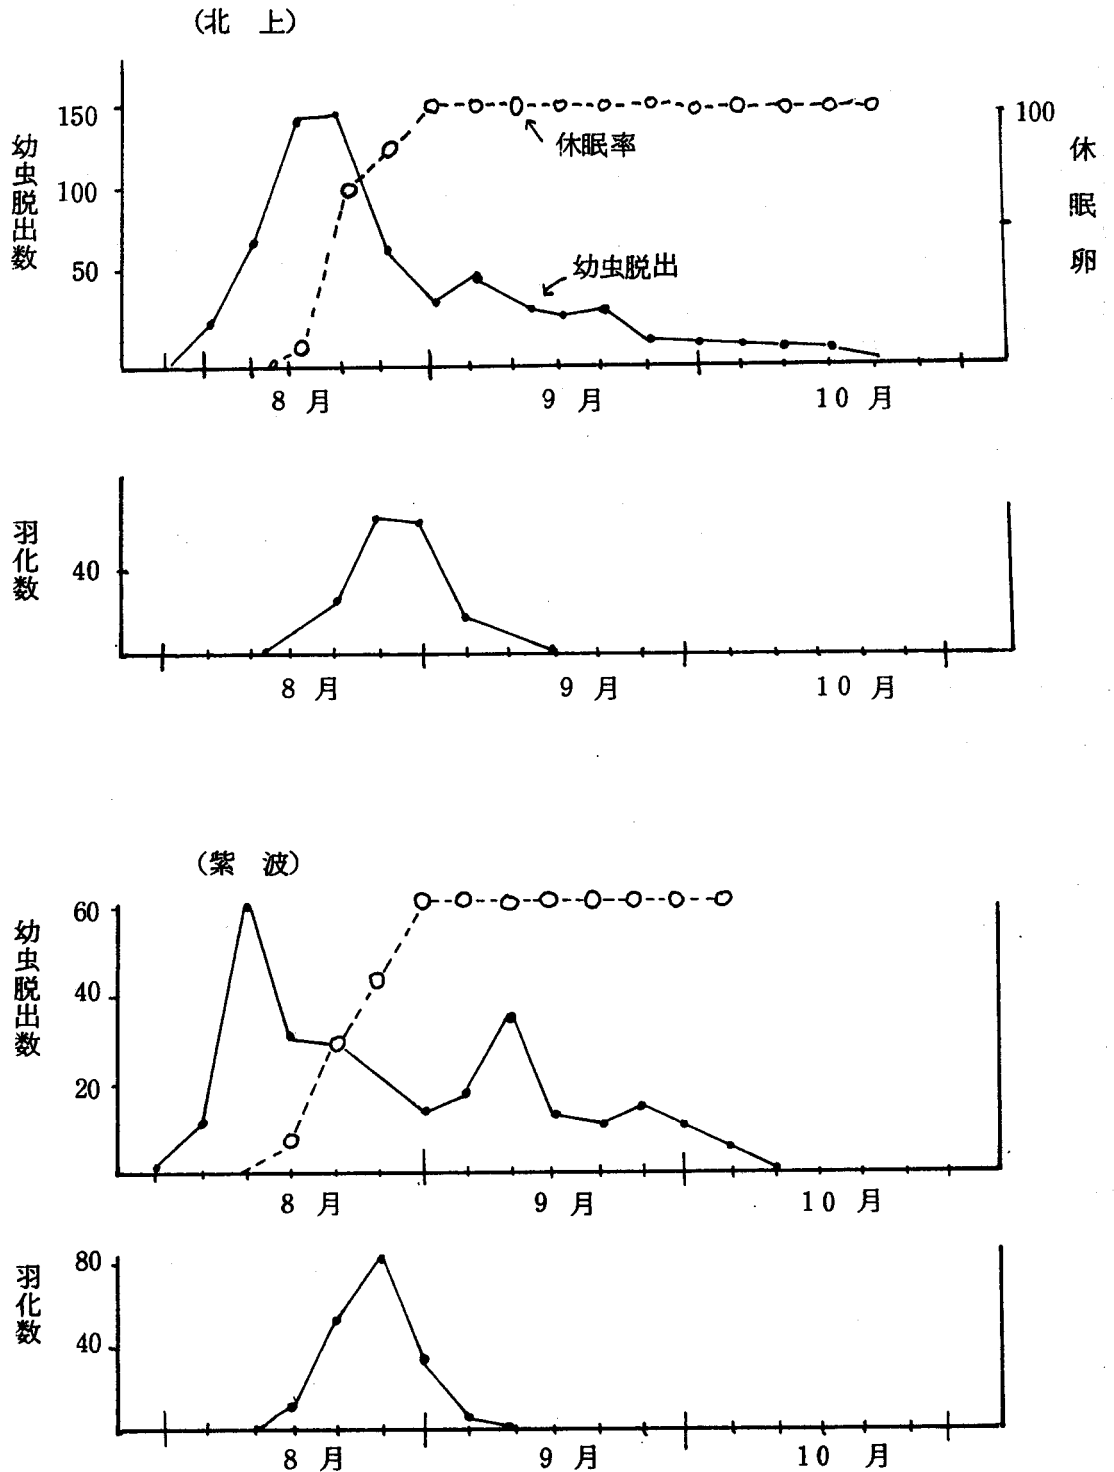 (北 上)
幼虫脱出数
150
100
50
休眠率
幼虫脱出
100
休眠卵
8 月 9 月 10 月
羽化数
40
8 月 9 月 10 月
(紫 波)
幼虫脱出数
60
40
20
8 月 9 月 10 月
羽化数
80
40
8 月 9 月 10 月